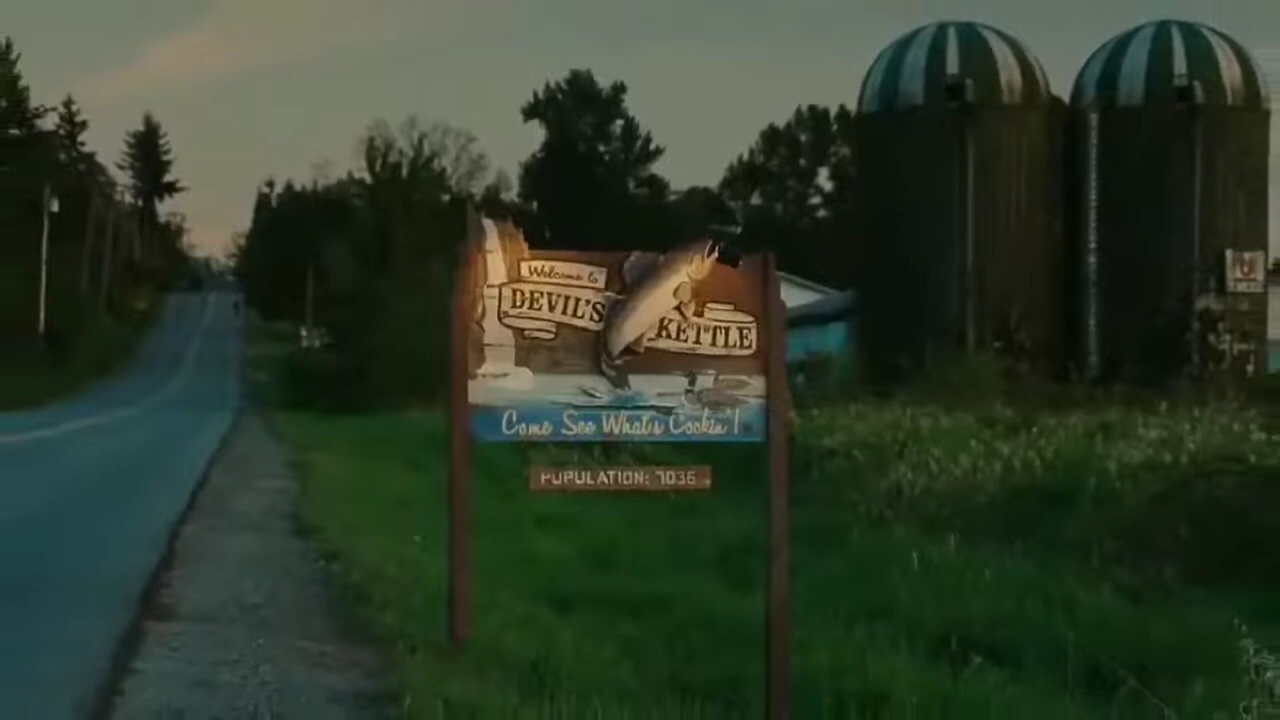 Welcome to
DEVIL'S
KETTLE
Come See What's Cookin'!
POPULATION: 7036